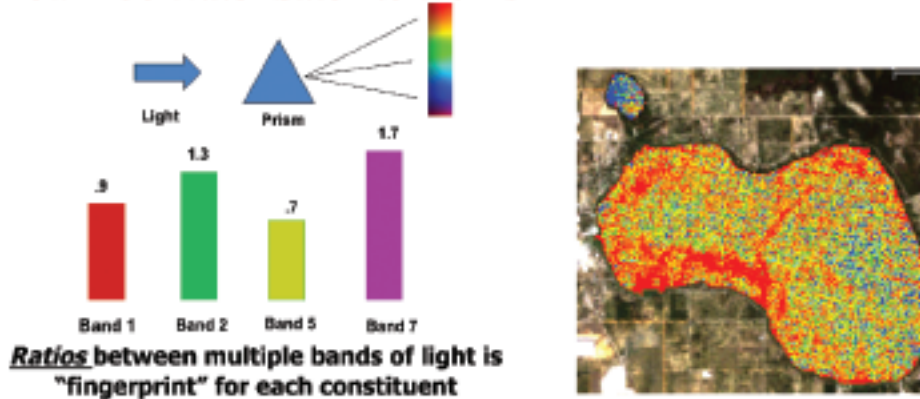 Light
Prism
.9
1.3
.7
1.7
Band 1
Band 2
Band 5
Band 7
Ratios between multiple bands of light is
"fingerprint" for each constituent